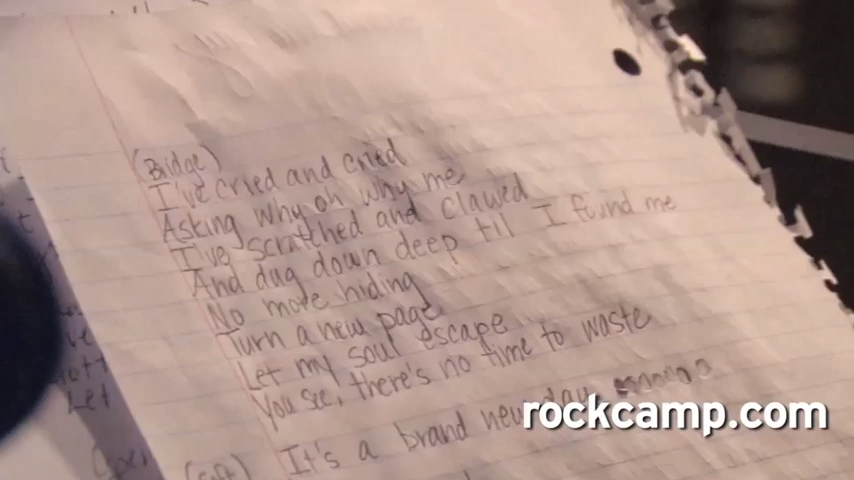 (Bridge)
I've cried and cried
Asking why oh why me
I've scratched and clawed
And dug down deep til I found me
No more hiding
Turn a new page
Let my soul escape
You see, there's no time to waste
(soft) It's a brand new day
rockcamp.com
Let